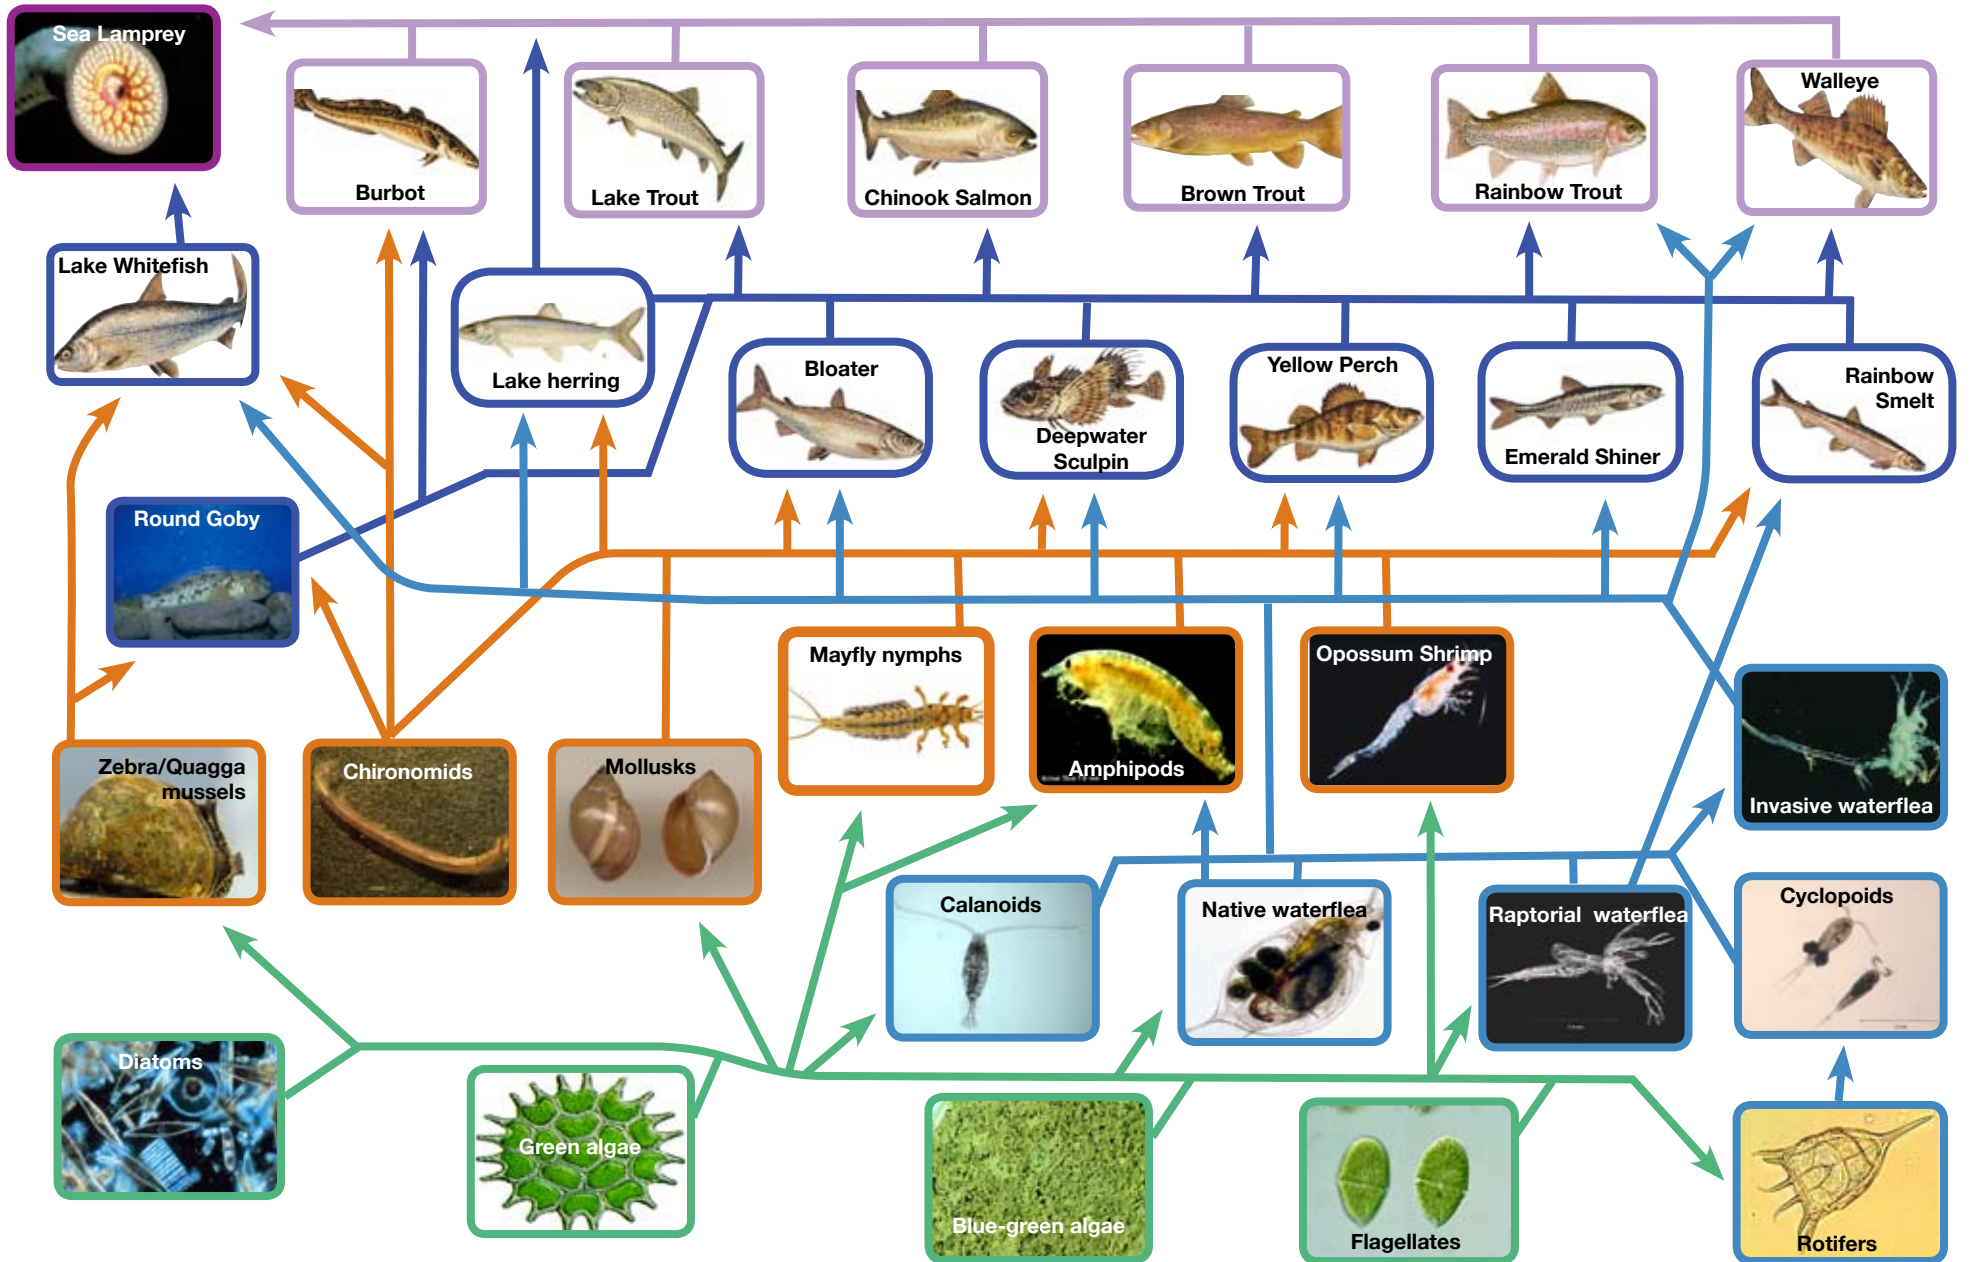 Sea Lamprey
Burbot
Lake Trout
Chinook Salmon
Brown Trout
Rainbow Trout
Walleye
Lake Whitefish
Lake herring
Bloater
Deepwater
Sculpin
Yellow Perch
Emerald Shiner
Rainbow
Smelt
Round Goby
Zebra/Quagga
mussels
Chironomids
Mollusks
Mayfly nymphs
Amphipods
Opossum Shrimp
Invasive waterflea
Calanoids
Native waterflea
Raptorial waterflea
Cyclopoids
Diatoms
Green algae
Blue-green algae
Flagellates
Rotifers